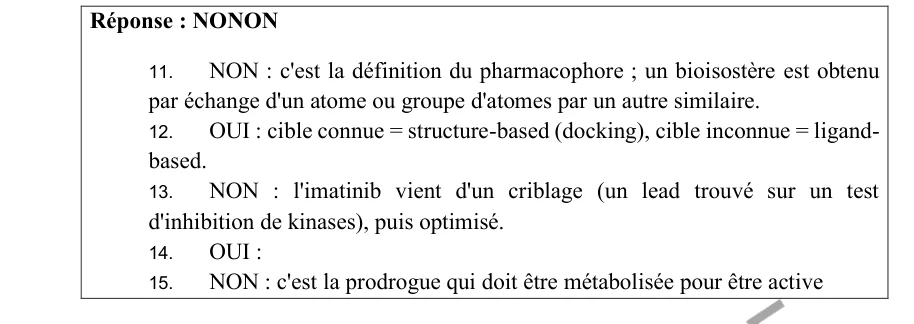 Réponse : NONON
11. NON : c'est la définition du pharmacophore ; un bioisostère est obtenu
par échange d'un atome ou groupe d'atomes par un autre similaire.
12. OUI : cible connue = structure-based (docking), cible inconnue = ligand-
based.
13. NON : l'imatinib vient d'un criblage (un lead trouvé sur un test
d'inhibition de kinases), puis optimisé.
14. OUI :
15. NON : c'est la prodrogue qui doit être métabolisée pour être active